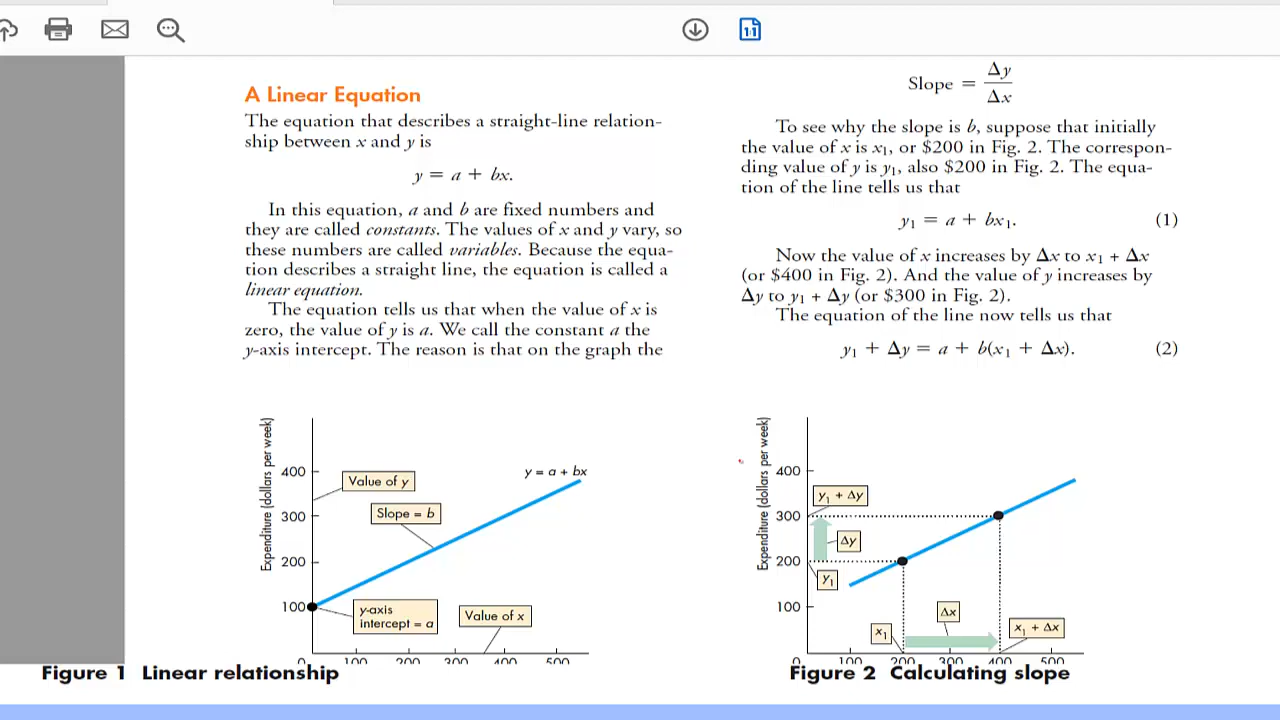 1:1
A Linear Equation
The equation that describes a straight-line relation-
ship between x and y is
y = a + bx.
In this equation, a and b are fixed numbers and
they are called constants. The values of x and y vary, so
these numbers are called variables. Because the equa-
tion describes a straight line, the equation is called a
linear equation.
The equation tells us that when the value of x is
zero, the value of y is a. We call the constant a the
y-axis intercept. The reason is that on the graph the
Slope = Δy/Δx
To see why the slope is b, suppose that initially
the value of x is x₁, or $200 in Fig. 2. The correspon-
ding value of y is y₁, also $200 in Fig. 2. The equa-
tion of the line tells us that
y₁ = a + bx₁. (1)
Now the value of x increases by Δx to x₁ + Δx
(or $400 in Fig. 2). And the value of y increases by
Δy to y₁ + Δy (or $300 in Fig. 2).
The equation of the line now tells us that
y₁ + Δy = a + b(x₁ + Δx). (2)
Expenditure (dollars per week)
400
300
200
100
0
100
200
300
400
500
Value of y
y = a + bx
Slope = b
y-axis
intercept = a
Value of x
Figure 1 Linear relationship
Expenditure (dollars per week)
400
300
200
100
0
100
200
300
400
500
y₁ + Δy
Δy
y₁
Δx
x₁
x₁ + Δx
Figure 2 Calculating slope